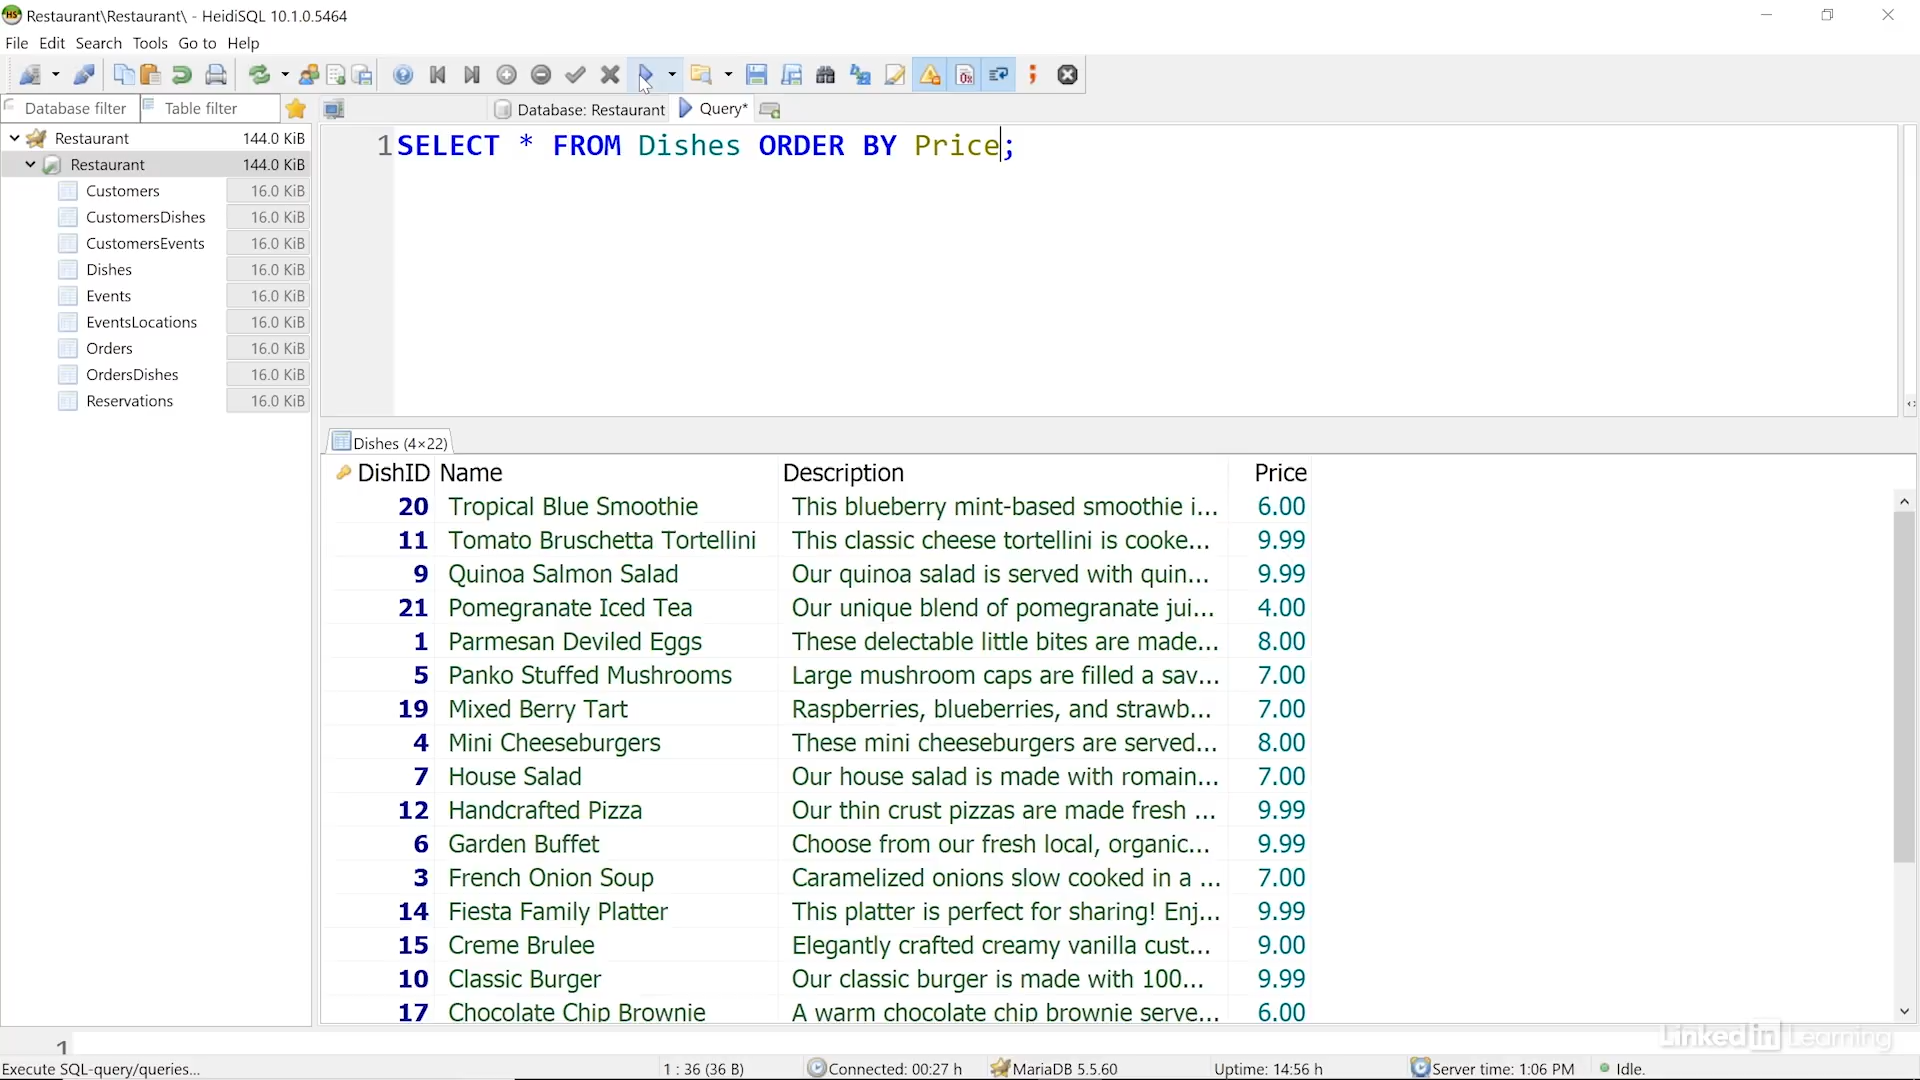 Restaurant\Restaurant\ - HeidiSQL 10.1.0.5464
File Edit Search Tools Go to Help
Database filter Table filter Database: Restaurant Query*
Restaurant 144.0 KiB
Restaurant 144.0 KiB
Customers 16.0 KiB
CustomersDishes 16.0 KiB
CustomersEvents 16.0 KiB
Dishes 16.0 KiB
Events 16.0 KiB
EventsLocations 16.0 KiB
Orders 16.0 KiB
OrdersDishes 16.0 KiB
Reservations 16.0 KiB
1 SELECT * FROM Dishes ORDER BY Price;
Dishes (4×22)
DishID Name Description Price
20 Tropical Blue Smoothie This blueberry mint-based smoothie i... 6.00
11 Tomato Bruschetta Tortellini This classic cheese tortellini is cooke... 9.99
9 Quinoa Salmon Salad Our quinoa salad is served with quin... 9.99
21 Pomegranate Iced Tea Our unique blend of pomegranate jui... 4.00
1 Parmesan Deviled Eggs These delectable little bites are made... 8.00
5 Panko Stuffed Mushrooms Large mushroom caps are filled a sav... 7.00
19 Mixed Berry Tart Raspberries, blueberries, and strawb... 7.00
4 Mini Cheeseburgers These mini cheeseburgers are served... 8.00
7 House Salad Our house salad is made with romain... 7.00
12 Handcrafted Pizza Our thin crust pizzas are made fresh ... 9.99
6 Garden Buffet Choose from our fresh local, organic... 9.99
3 French Onion Soup Caramelized onions slow cooked in a ... 7.00
14 Fiesta Family Platter This platter is perfect for sharing! Enj... 9.99
15 Creme Brulee Elegantly crafted creamy vanilla cust... 9.00
10 Classic Burger Our classic burger is made with 100... 9.99
17 Chocolate Chip Brownie A warm chocolate chip brownie serve... 6.00
1
LinkedIn Learning
Execute SQL-query/queries... 1 : 36 (36 B) Connected: 00:27 h MariaDB 5.5.60 Uptime: 14:56 h Server time: 1:06 PM Idle.